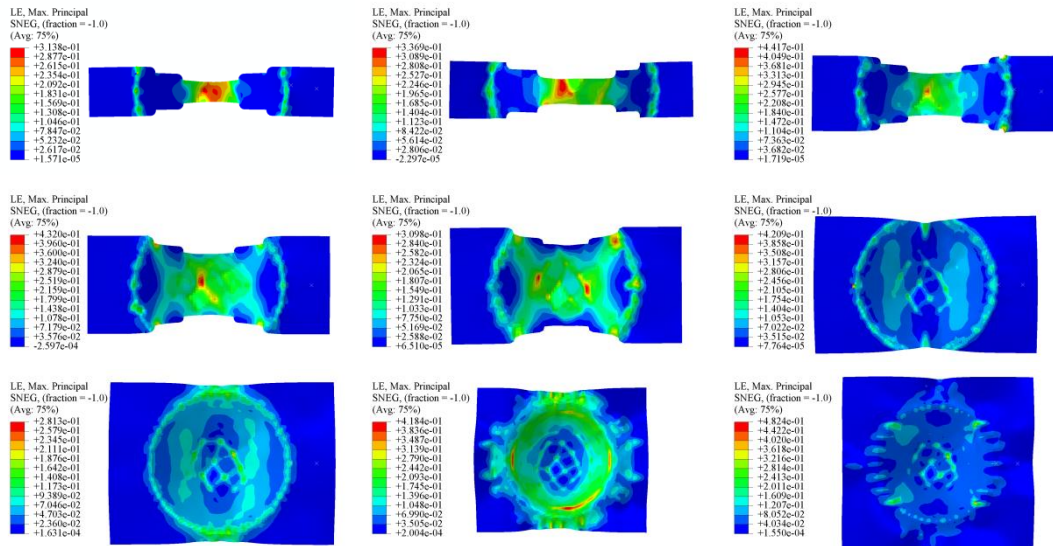 LE, Max. Principal
SNEG, (fraction = -1.0)
(Avg: 75%)
+3.138e-01
+2.877e-01
+2.615e-01
+2.354e-01
+2.092e-01
+1.831e-01
+1.569e-01
+1.308e-01
+1.046e-01
+7.847e-02
+5.232e-02
+2.617e-02
+1.571e-05
LE, Max. Principal
SNEG, (fraction = -1.0)
(Avg: 75%)
+3.369e-01
+3.089e-01
+2.808e-01
+2.527e-01
+2.246e-01
+1.965e-01
+1.685e-01
+1.404e-01
+1.123e-01
+8.422e-02
+5.614e-02
+2.806e-02
-2.297e-05
LE, Max. Principal
SNEG, (fraction = -1.0)
(Avg: 75%)
+4.417e-01
+4.049e-01
+3.681e-01
+3.313e-01
+2.945e-01
+2.577e-01
+2.208e-01
+1.840e-01
+1.472e-01
+1.104e-01
+7.363e-02
+3.682e-02
+1.719e-05
LE, Max. Principal
SNEG, (fraction = -1.0)
(Avg: 75%)
+4.320e-01
+3.960e-01
+3.600e-01
+3.240e-01
+2.879e-01
+2.519e-01
+2.159e-01
+1.799e-01
+1.438e-01
+1.078e-01
+7.179e-02
+3.576e-02
-2.597e-04
LE, Max. Principal
SNEG, (fraction = -1.0)
(Avg: 75%)
+3.098e-01
+2.840e-01
+2.582e-01
+2.324e-01
+2.065e-01
+1.807e-01
+1.549e-01
+1.291e-01
+1.033e-01
+7.750e-02
+5.169e-02
+2.588e-02
+6.510e-05
LE, Max. Principal
SNEG, (fraction = -1.0)
(Avg: 75%)
+4.209e-01
+3.858e-01
+3.508e-01
+3.157e-01
+2.806e-01
+2.456e-01
+2.105e-01
+1.754e-01
+1.404e-01
+1.053e-01
+7.022e-02
+3.515e-02
+7.764e-05
LE, Max. Principal
SNEG, (fraction = -1.0)
(Avg: 75%)
+2.813e-01
+2.579e-01
+2.345e-01
+2.111e-01
+1.876e-01
+1.642e-01
+1.408e-01
+1.173e-01
+9.389e-02
+7.046e-02
+4.703e-02
+2.360e-02
+1.631e-04
LE, Max. Principal
SNEG, (fraction = -1.0)
(Avg: 75%)
+4.184e-01
+3.836e-01
+3.487e-01
+3.139e-01
+2.790e-01
+2.442e-01
+2.093e-01
+1.745e-01
+1.396e-01
+1.048e-01
+6.990e-02
+3.505e-02
+2.004e-04
LE, Max. Principal
SNEG, (fraction = -1.0)
(Avg: 75%)
+4.824e-01
+4.422e-01
+4.020e-01
+3.618e-01
+3.216e-01
+2.814e-01
+2.413e-01
+2.011e-01
+1.609e-01
+1.207e-01
+8.052e-02
+4.034e-02
+1.550e-04